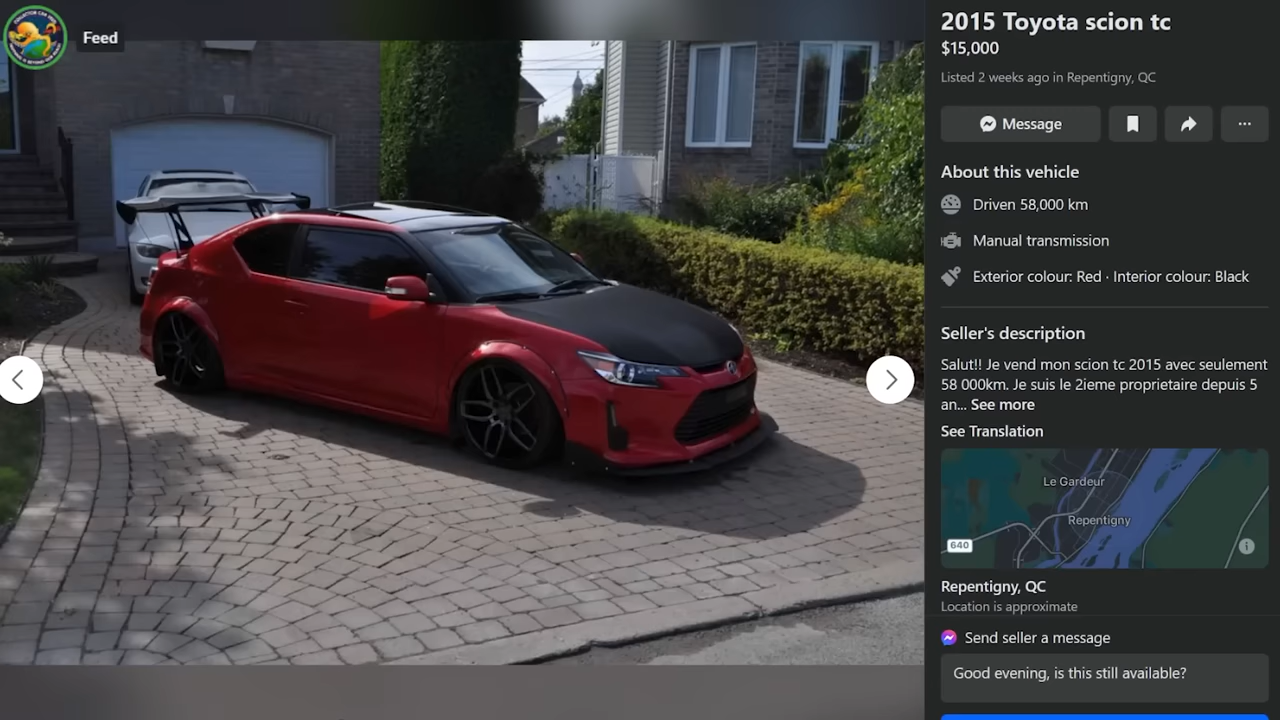 Feed
2015 Toyota scion tc
$15,000
Listed 2 weeks ago in Repentigny, QC
Message
About this vehicle
Driven 58,000 km
Manual transmission
Exterior colour: Red · Interior colour: Black
Seller's description
Salut!! Je vend mon scion tc 2015 avec seulement
58 000km. Je suis le 2ieme proprietaire depuis 5
an... See more
See Translation
Le Gardeur
Repentigny
640
Repentigny, QC
Location is approximate
Send seller a message
Good evening, is this still available?